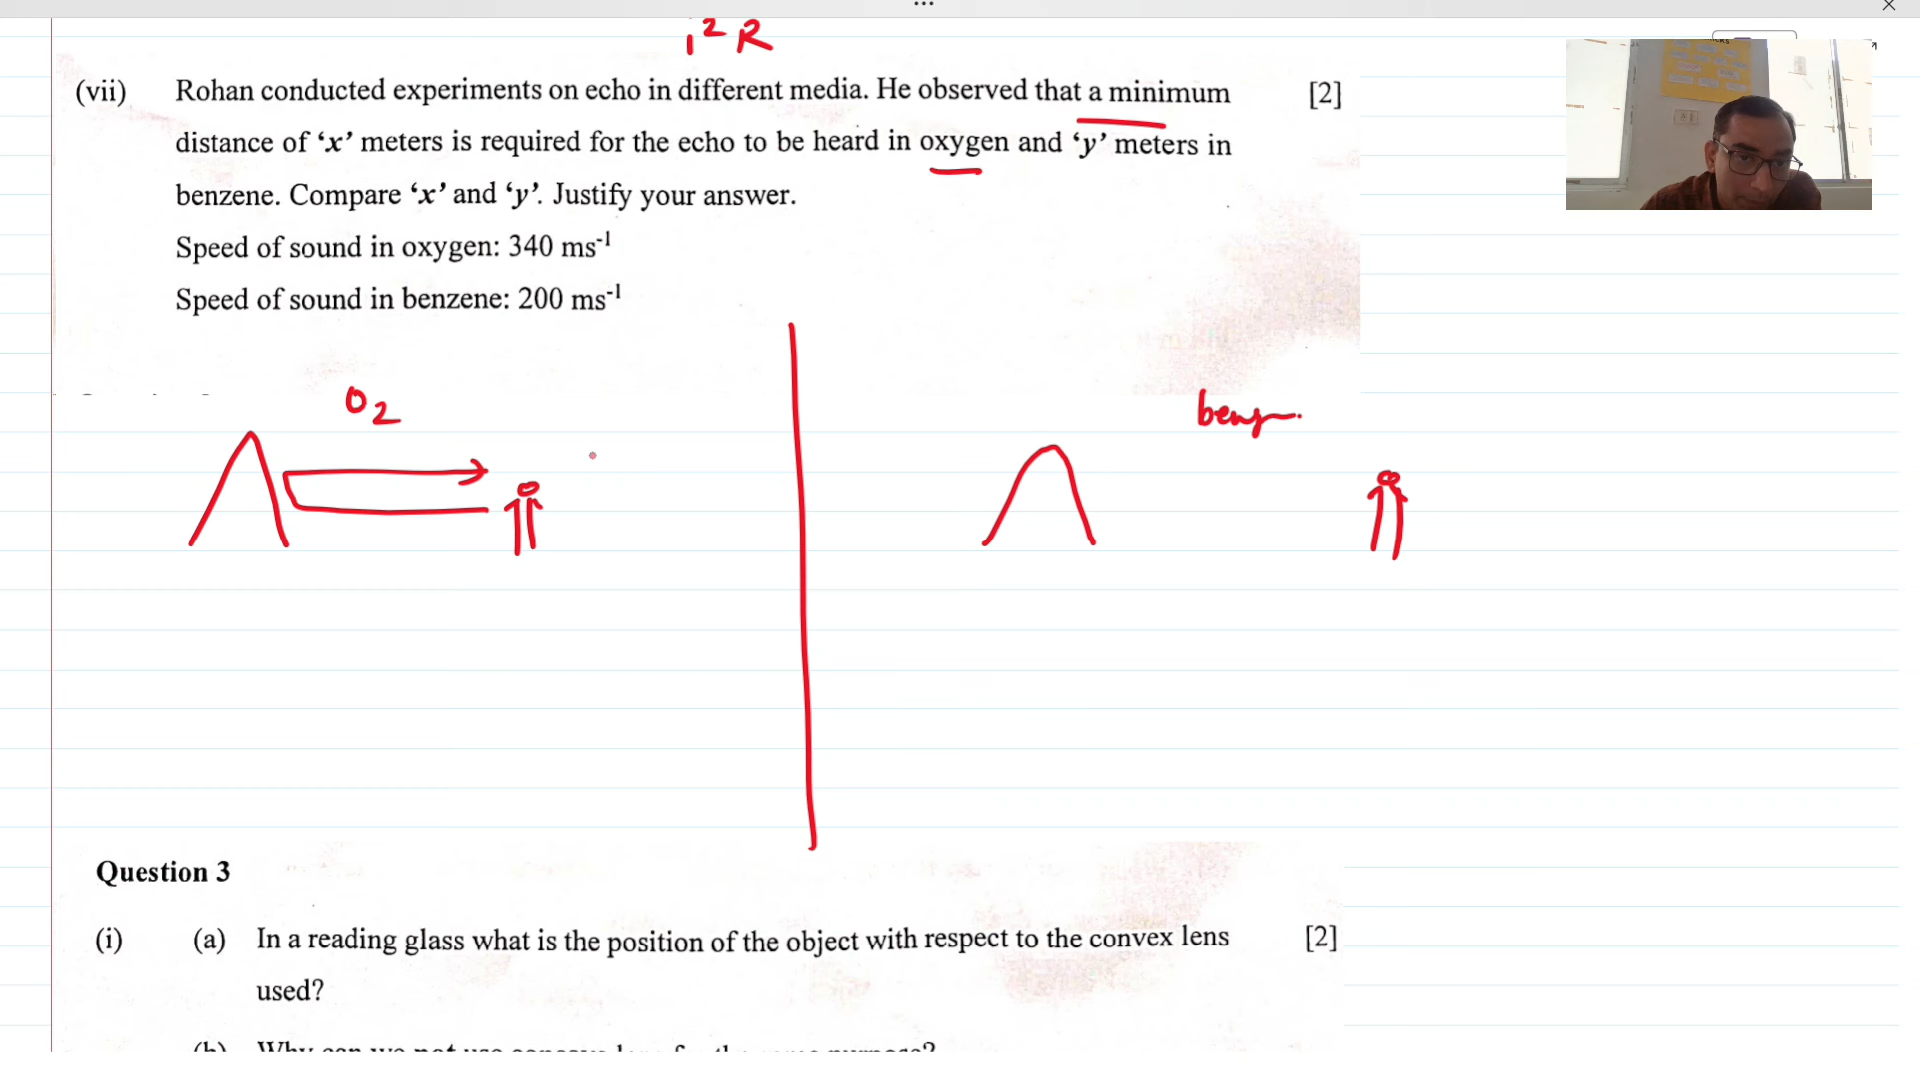 i²R
(vii) Rohan conducted experiments on echo in different media. He observed that a minimum [2]
distance of ‘x’ meters is required for the echo to be heard in oxygen and ‘y’ meters in
benzene. Compare ‘x’ and ‘y’. Justify your answer.
Speed of sound in oxygen: 340 ms⁻¹
Speed of sound in benzene: 200 ms⁻¹
O₂
Question 3
(i) (a) In a reading glass what is the position of the object with respect to the convex lens [2]
used?